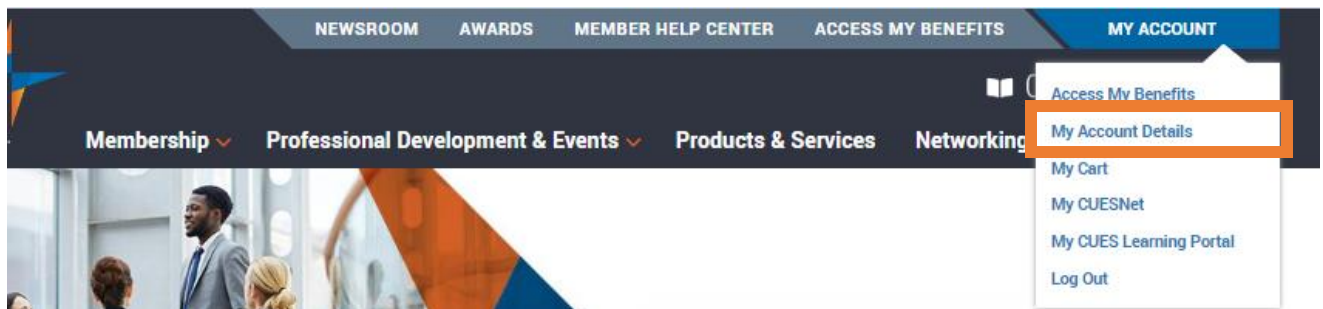 NEWSROOM AWARDS MEMBER HELP CENTER ACCESS MY BENEFITS MY ACCOUNT
Access My Benefits
Membership Professional Development & Events Products & Services Networking
My Account Details
My Cart
My CUESNet
My CUES Learning Portal
Log Out